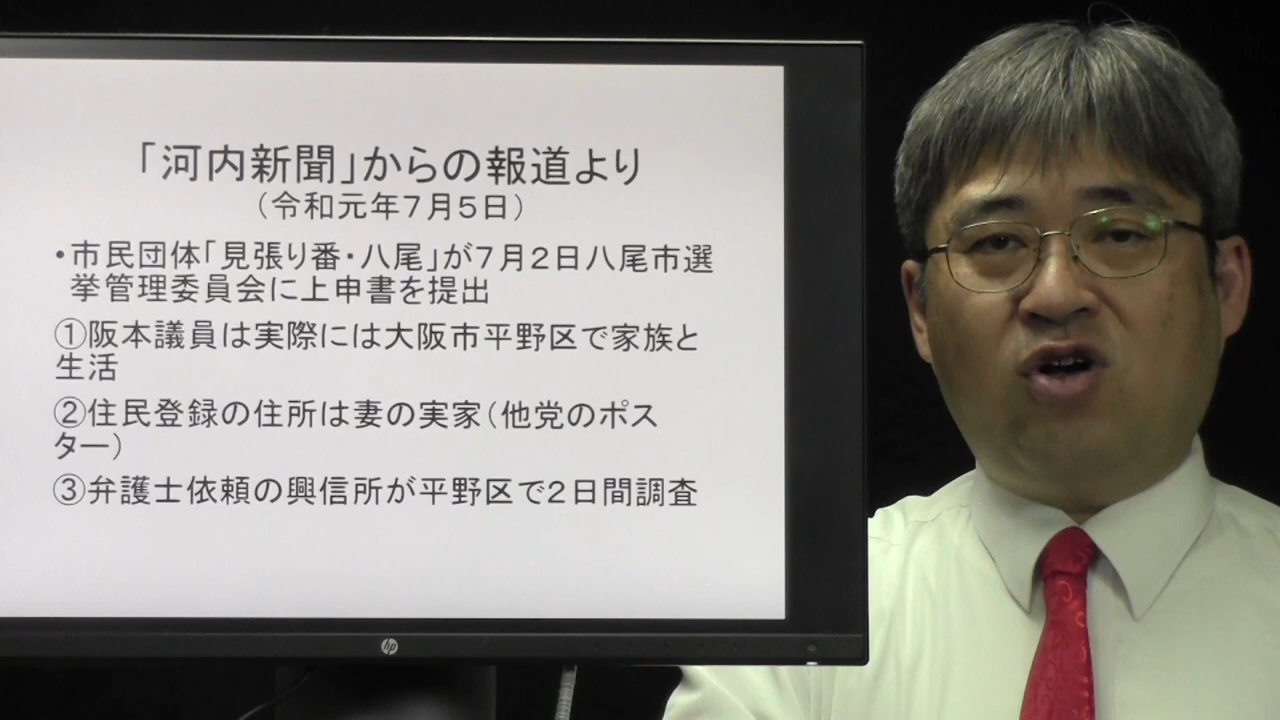 「河内新聞」からの報道より
（令和元年７月５日）
・市民団体「見張り番・八尾」が７月２日八尾市選
挙管理委員会に上申書を提出
①阪本議員は実際には大阪市平野区で家族と
生活
②住民登録の住所は妻の実家（他党のポス
ター）
③弁護士依頼の興信所が平野区で２日間調査
hp